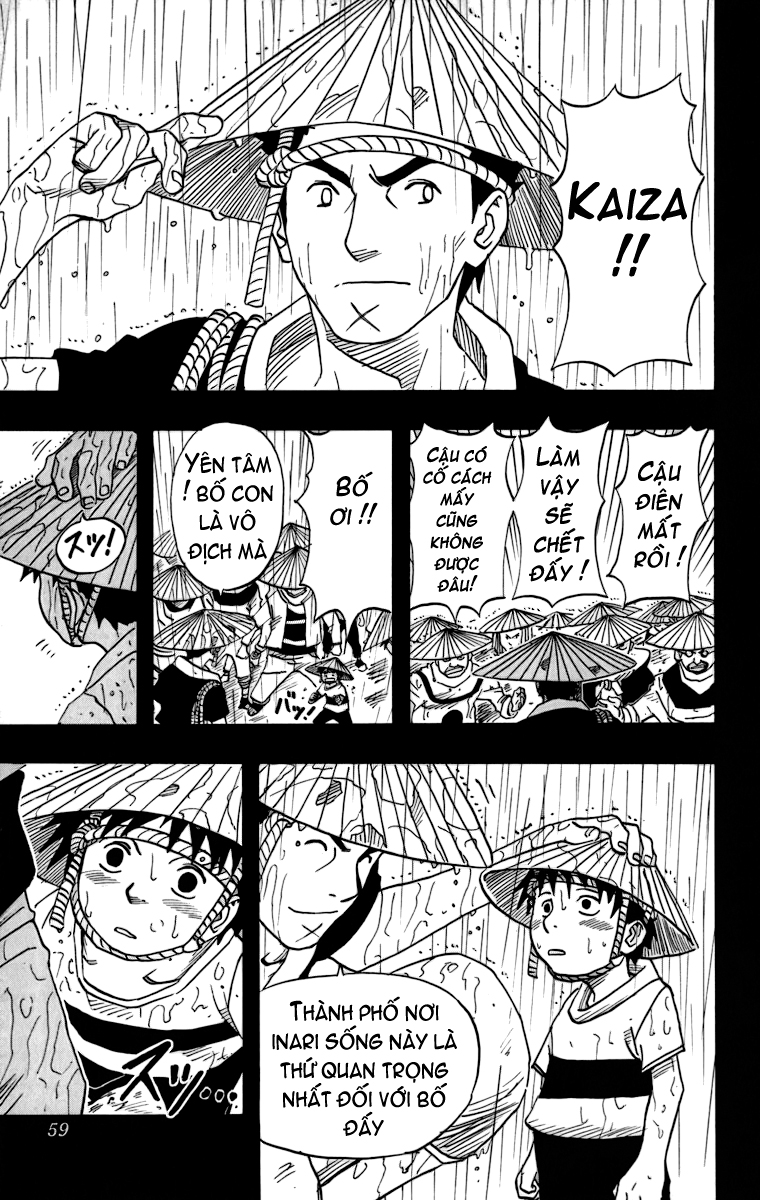 KAIZA
!!
CẬU
ĐIÊN
MẤT
RỒI !
LÀM
VẬY
SẼ
CHẾT
ĐẤY !
CẬU CÓ
CỐ CÁCH
MẤY
CŨNG
KHÔNG
ĐƯỢC
ĐÂU!
BỐ
ƠI !!
YÊN TÂM
! BỐ CON
LÀ VÔ
ĐỊCH MÀ
バッ!
スッ!
THÀNH PHỐ NƠI
INARI SỐNG NÀY LÀ
THỨ QUAN TRỌNG
NHẤT ĐỐI VỚI BỐ
ĐẤY
スッ...
59